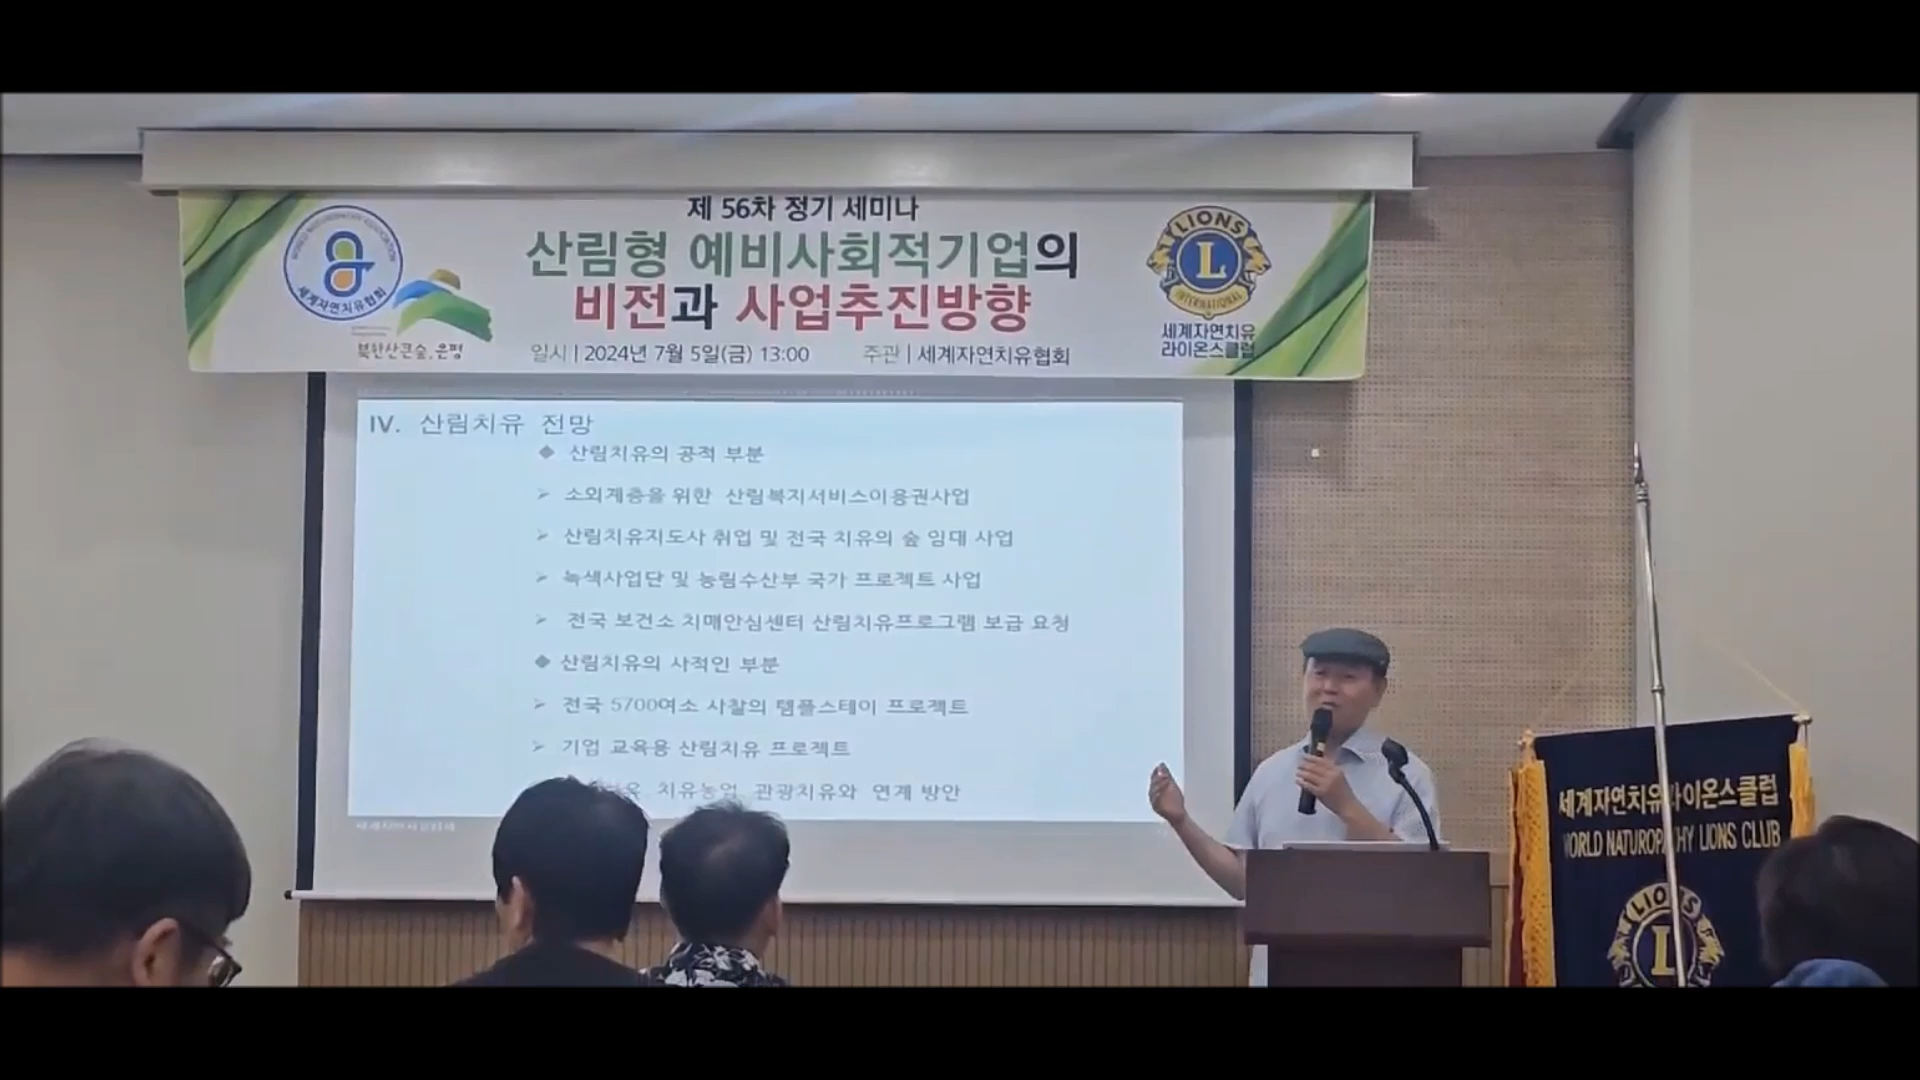 제 56차 정기 세미나
산림형 예비사회적기업의
비전과 사업추진방향
일시 | 2024년 7월 5일(금) 13:00 주관 | 세계자연치유협회
세계자연치유협회
북한산큰숲, 은평
LIONS
L
INTERNATIONAL
세계자연치유
라이온스클럽
IV. 산림치유 전망
◆ 산림치유의 공적 부분
➢ 소외계층을 위한 산림복지서비스이용권사업
➢ 산림치유지도사 취업 및 전국 치유의 숲 임대 사업
➢ 녹색사업단 및 농림수산부 국가 프로젝트 사업
➢ 전국 보건소 치매안심센터 산림치유프로그램 보급 요청
◆ 산림치유의 사적인 부분
➢ 전국 5700여소 사찰의 템플스테이 프로젝트
➢ 기업 교육용 산림치유 프로젝트
치유농업, 관광치유와 연계 방안
세계자연치유라이온스클럽
WORLD NATUROPATHY LIONS CLUB
LIONS
L